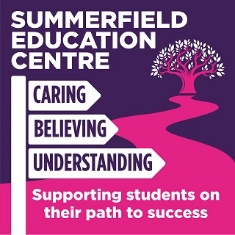 SUMMERFIELD
EDUCATION
CENTRE
CARING
BELIEVING
UNDERSTANDING
Supporting students on
their path to success